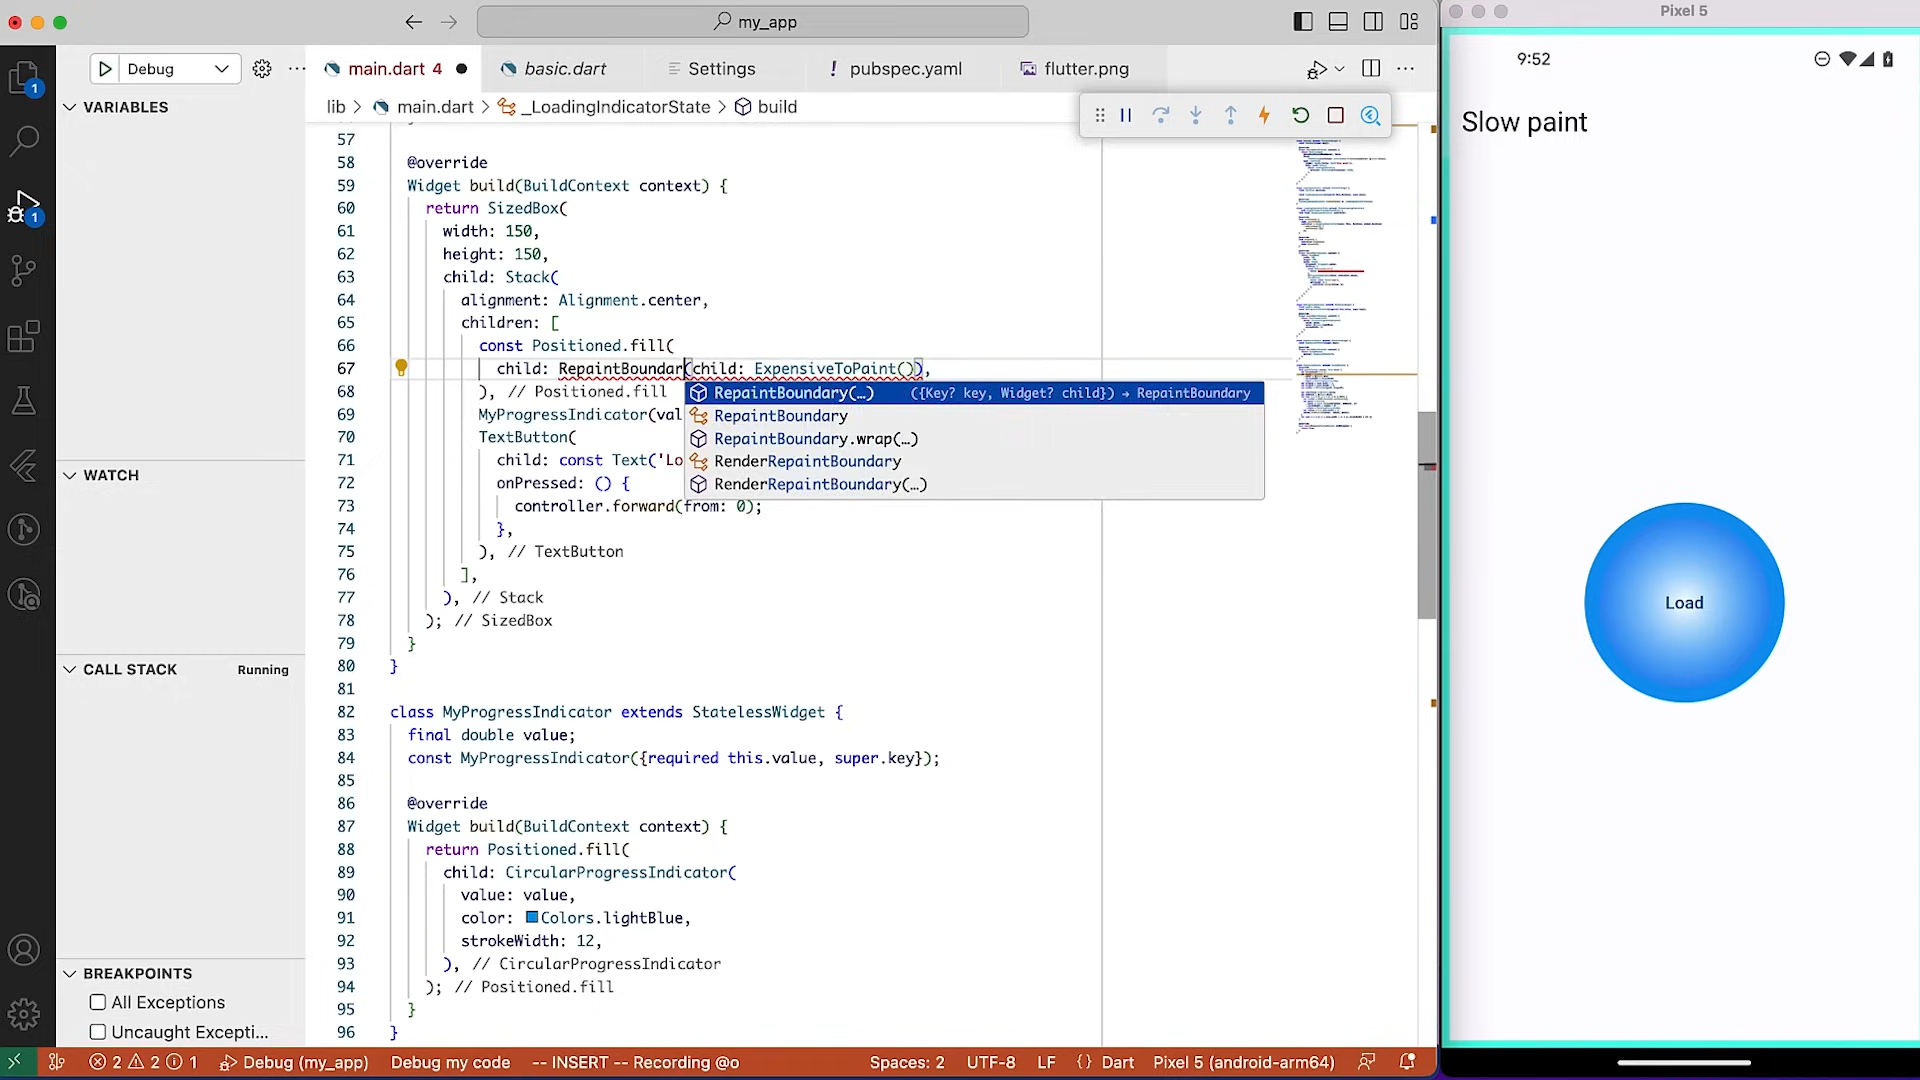 my_app
Pixel 5
Debug
main.dart 4
basic.dart
Settings
pubspec.yaml
flutter.png
lib > main.dart > _LoadingIndicatorState > build
VARIABLES
WATCH
CALL STACK Running
BREAKPOINTS
All Exceptions
Uncaught Excepti...
1
1
57
58 @override
59 Widget build(BuildContext context) {
60 return SizedBox(
61 width: 150,
62 height: 150,
63 child: Stack(
64 alignment: Alignment.center,
65 children: [
66 const Positioned.fill(
67 child: RepaintBoundar(child: ExpensiveToPaint()),
68 ), // Positioned.fill
69 MyProgressIndicator(val
70 TextButton(
71 child: const Text('Lo
72 onPressed: () {
73 controller.forward(from: 0);
74 },
75 ), // TextButton
76 ],
77 ), // Stack
78 ); // SizedBox
79 }
80 }
81
82 class MyProgressIndicator extends StatelessWidget {
83 final double value;
84 const MyProgressIndicator({required this.value, super.key});
85
86 @override
87 Widget build(BuildContext context) {
88 return Positioned.fill(
89 child: CircularProgressIndicator(
90 value: value,
91 color: Colors.lightBlue,
92 strokeWidth: 12,
93 ), // CircularProgressIndicator
94 ); // Positioned.fill
95 }
96 }
RepaintBoundary(…) ({Key? key, Widget? child}) → RepaintBoundary
RepaintBoundary
RepaintBoundary.wrap(…)
RenderRepaintBoundary
RenderRepaintBoundary(…)
2 2 1 Debug (my_app) Debug my code -- INSERT -- Recording @o Spaces: 2 UTF-8 LF {} Dart Pixel 5 (android-arm64)
9:52
Slow paint
Load